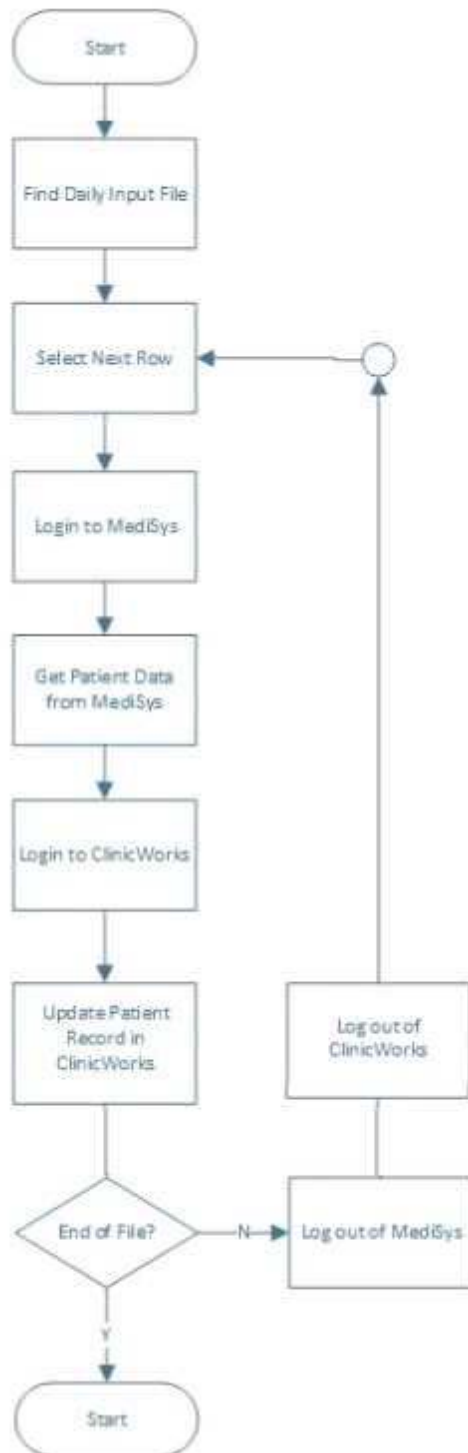 Start
Find Daily Input File
Select Next Row
Login to MediSys
Get Patient Data
from MediSys
Login to ClinicWorks
Update Patient
Record in
ClinicWorks
Log out of
ClinicWorks
End of File?
N
Log out of MediSys
Y
Start